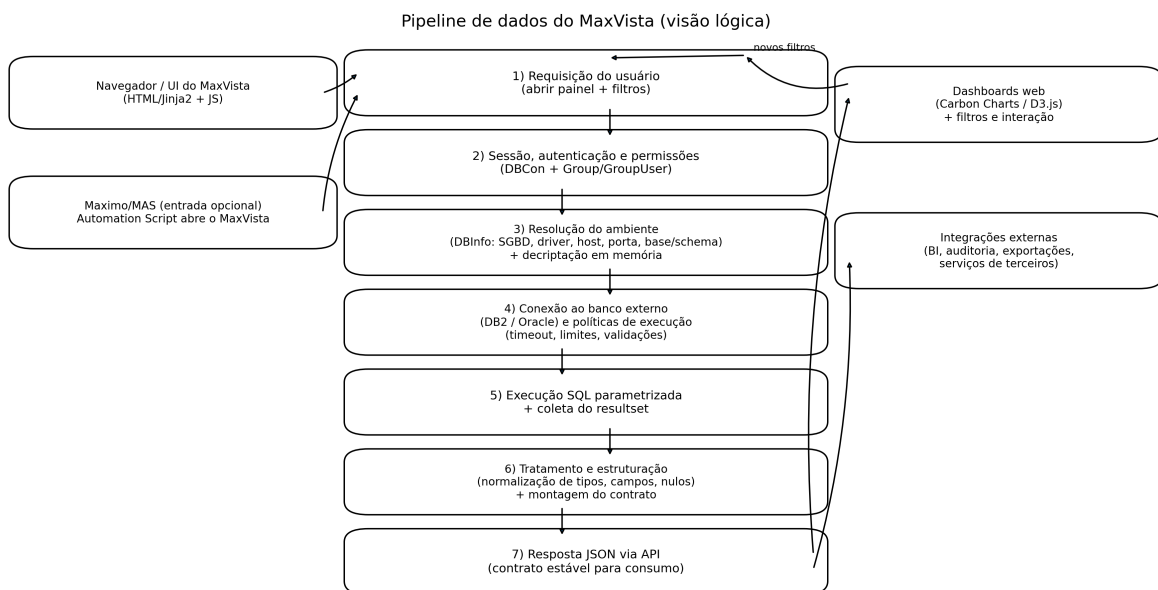 Pipeline de dados do MaxVista (visão lógica)
novos filtros
Navegador / UI do MaxVista
(HTML/Jinja2 + JS)
Maximo/MAS (entrada opcional)
Automation Script abre o MaxVista
1) Requisição do usuário
(abrir painel + filtros)
2) Sessão, autenticação e permissões
(DBCon + Group/GroupUser)
3) Resolução do ambiente
(DBInfo: SGBD, driver, host, porta, base/schema)
+ decriptação em memória
4) Conexão ao banco externo
(DB2 / Oracle) e políticas de execução
(timeout, limites, validações)
5) Execução SQL parametrizada
+ coleta do resultset
6) Tratamento e estruturação
(normalização de tipos, campos, nulos)
+ montagem do contrato
7) Resposta JSON via API
(contrato estável para consumo)
Dashboards web
(Carbon Charts / D3.js)
+ filtros e interação
Integrações externas
(BI, auditoria, exportações,
serviços de terceiros)